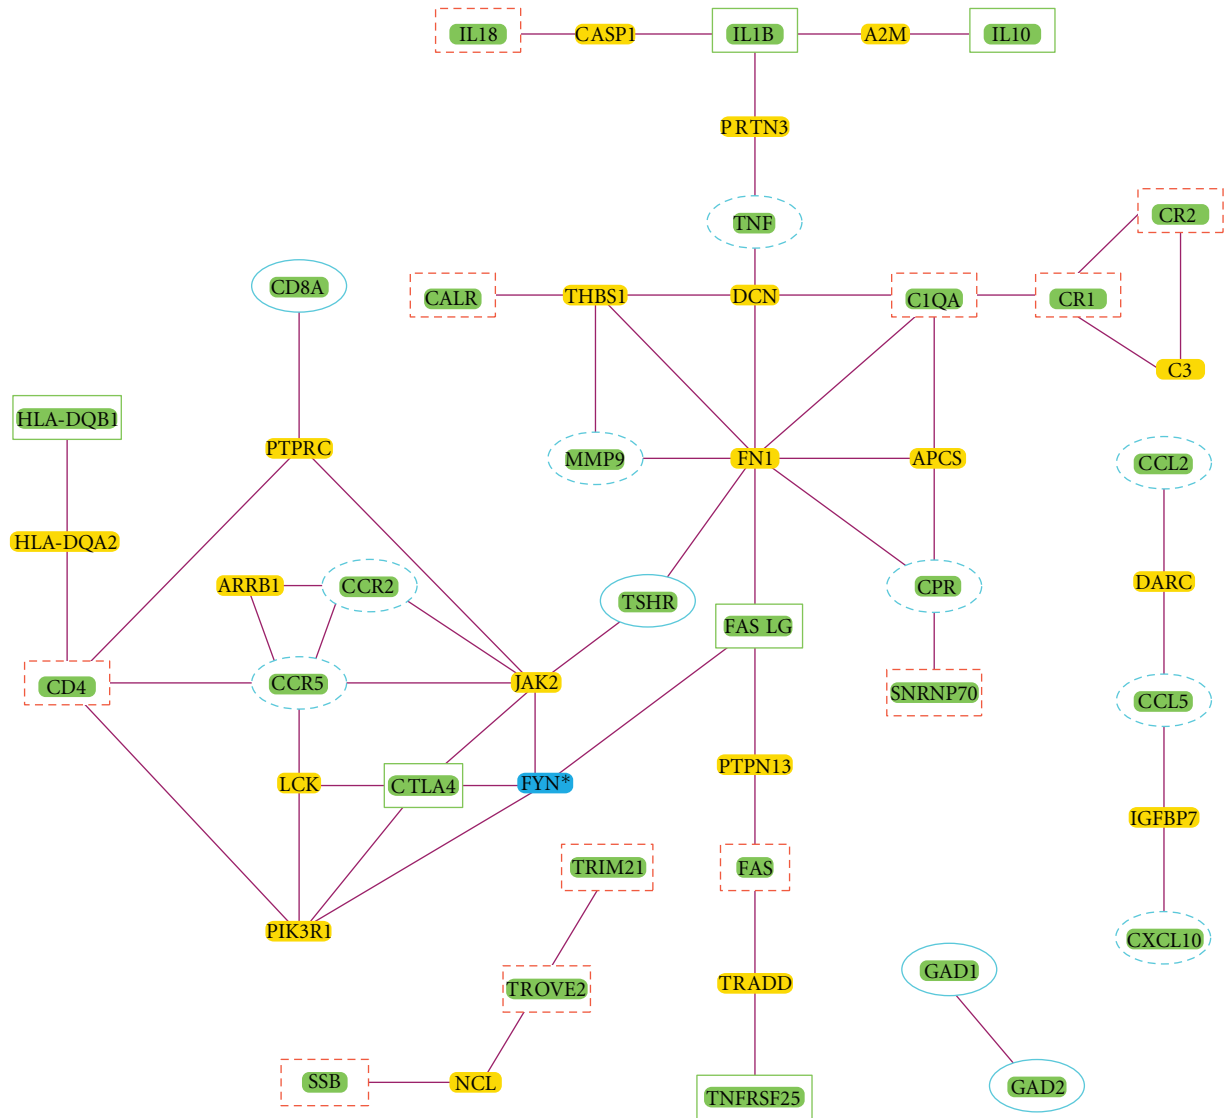 IL18
CASP1
IL1B
A2M
IL10
PRTN3
TNF
CR2
CD8A
CALR
THBS1
DCN
C1QA
CR1
C3
HLA-DQB1
PTPRC
MMP9
FN1
APCS
CCL2
HLA-DQA2
ARRB1
CCR2
TSHR
CPR
DARC
FAS LG
CD4
CCR5
JAK2
SNRNP70
CCL5
LCK
CTLA4
FYN*
PTPN13
IGFBP7
TRIM21
FAS
PIK3R1
CXCL10
TROVE2
TRADD
GAD1
SSB
NCL
TNFRSF25
GAD2